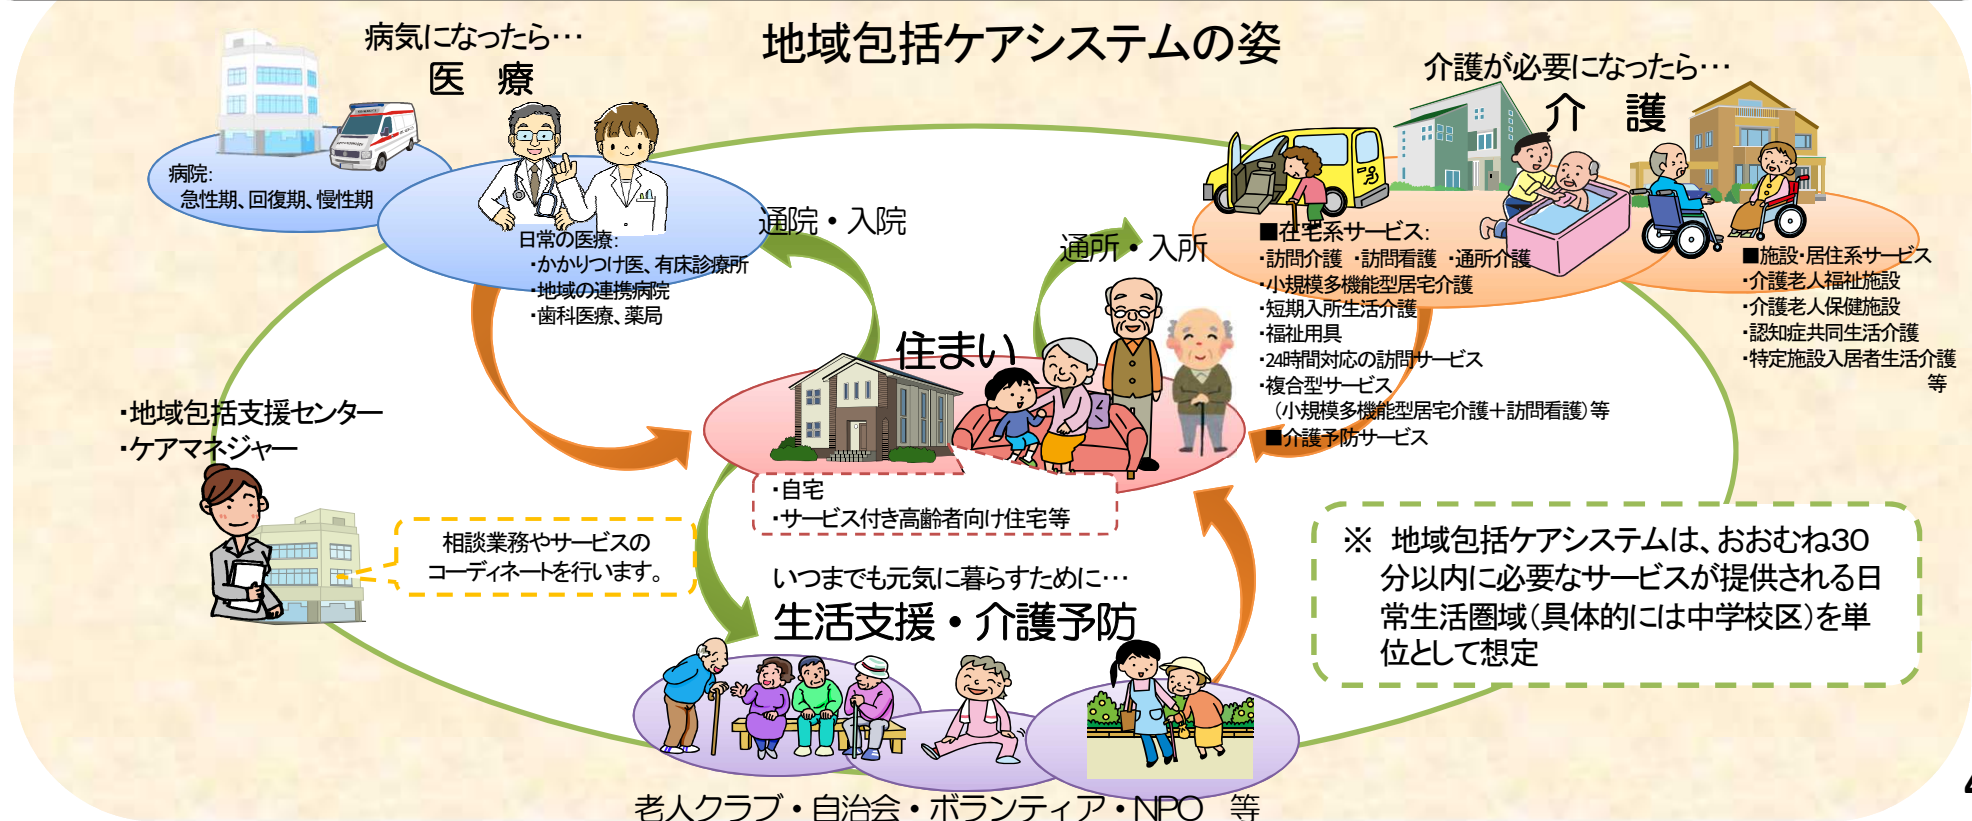 地域包括ケアシステムの姿
病気になったら…
医　療
病院：
急性期、回復期、慢性期
日常の医療：
・かかりつけ医、有床診療所
・地域の連携病院
・歯科医療、薬局
通院・入院
通所・入所
介護が必要になったら…
介　護
■在宅系サービス：
・訪問介護　・訪問看護　・通所介護
・小規模多機能型居宅介護
・短期入所生活介護
・福祉用具
・24時間対応の訪問サービス
・複合型サービス
（小規模多機能型居宅介護＋訪問看護）等
■介護予防サービス
■施設・居住系サービス
・介護老人福祉施設
・介護老人保健施設
・認知症共同生活介護
・特定施設入居者生活介護
等
住まい
・自宅
・サービス付き高齢者向け住宅等
・地域包括支援センター
・ケアマネジャー
相談業務やサービスの
コーディネートを行います。
いつまでも元気に暮らすために…
生活支援・介護予防
老人クラブ・自治会・ボランティア・NPO　等
※　地域包括ケアシステムは、おおむね30
分以内に必要なサービスが提供される日
常生活圏域（具体的には中学校区）を単
位として想定